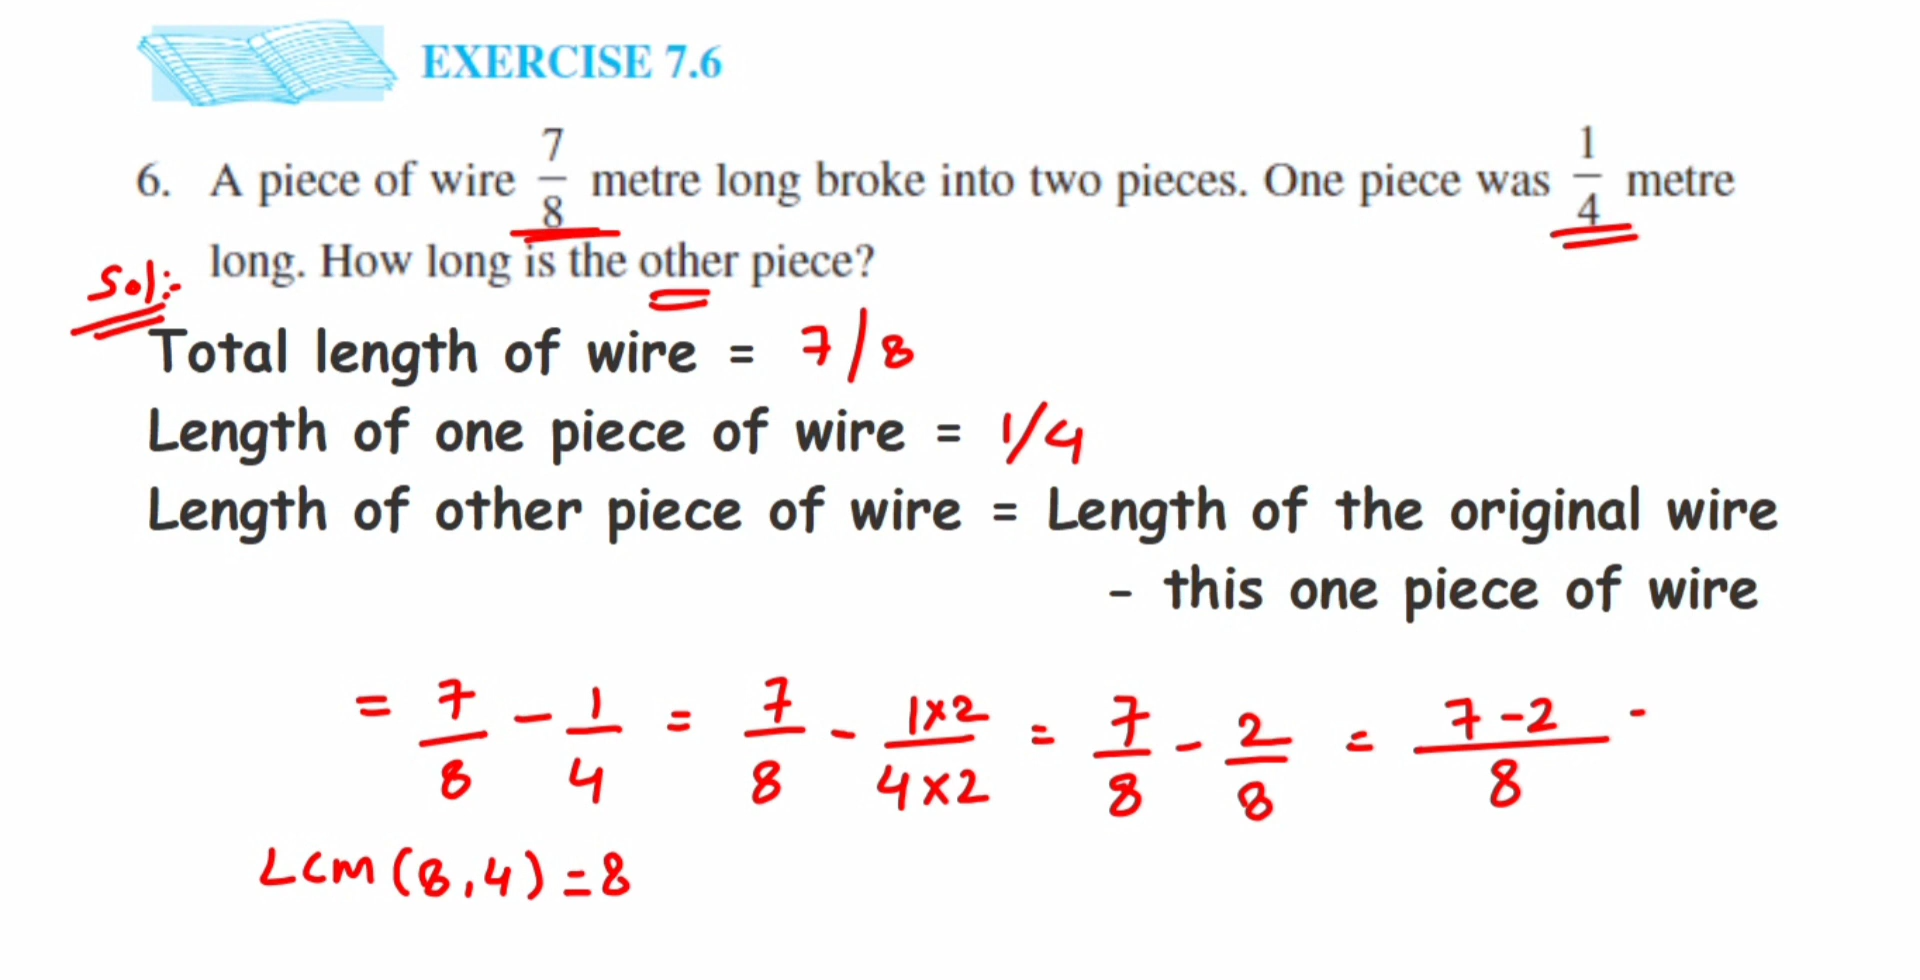 EXERCISE 7.6
6. A piece of wire 7/8 metre long broke into two pieces. One piece was 1/4 metre
long. How long is the other piece?
Sol:-
Total length of wire = 7/8
Length of one piece of wire = 1/4
Length of other piece of wire = Length of the original wire
- this one piece of wire
= 7/8 - 1/4 = 7/8 - 1×2/4×2 = 7/8 - 2/8 = 7-2/8 -
LCM (8,4) = 8